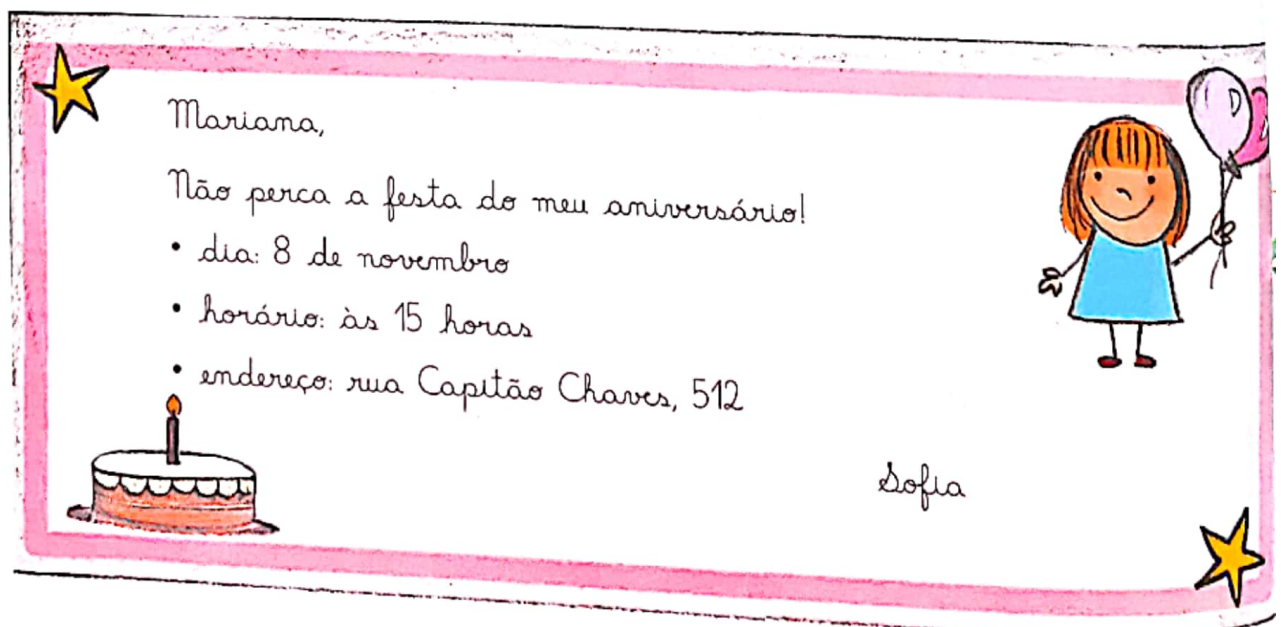 Mariana,
Não perca a festa do meu aniversário!
• dia: 8 de novembro
• horário: às 15 horas
• endereço: rua Capitão Chaves, 512
Sofia